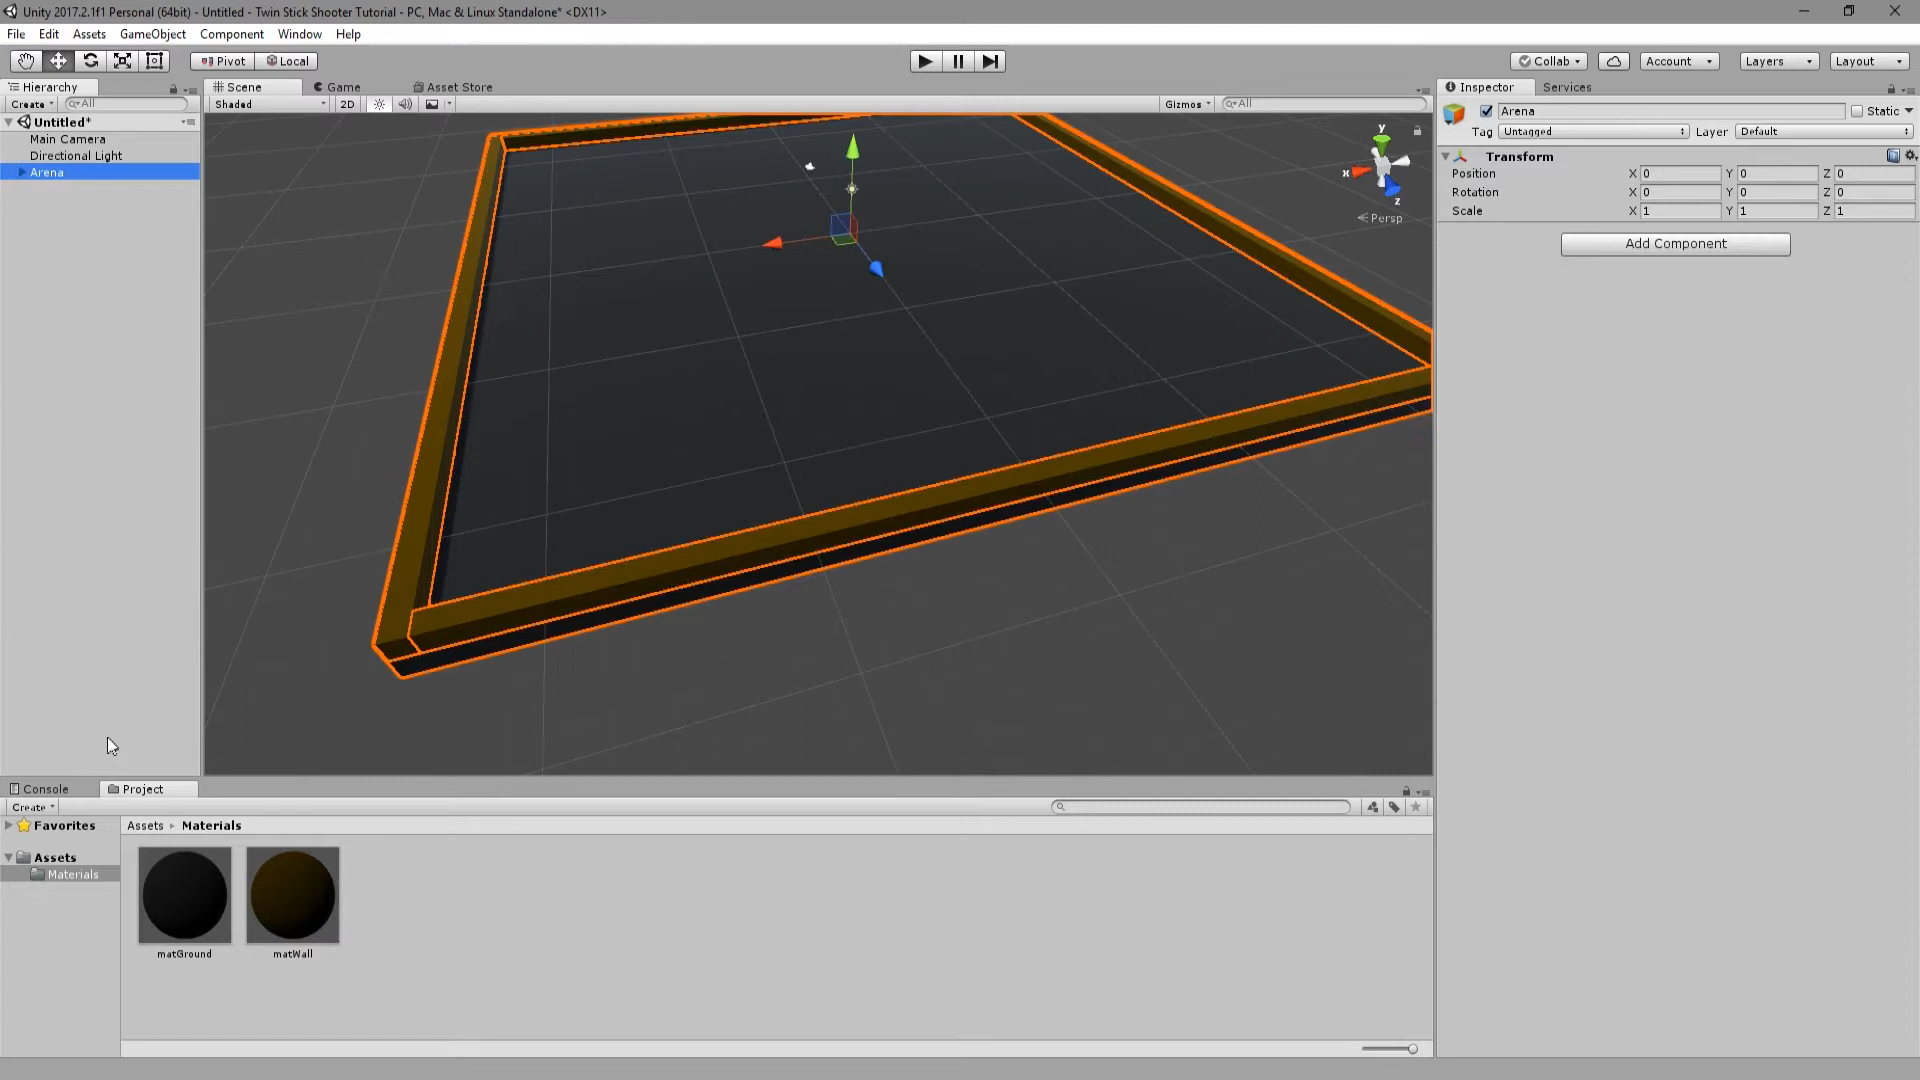 Unity 2017.2.1f1 Personal (64bit) - Untitled - Twin Stick Shooter Tutorial - PC, Mac & Linux Standalone* <DX11>
File Edit Assets GameObject Component Window Help
Pivot Local Collab Account Layers Layout
Hierarchy Scene Game Asset Store Inspector Services
Create All Shaded 2D Gizmos All
Arena Static
Untitled*
Main Camera
Directional Light
Arena
Tag Untagged Layer Default
Transform
Position X 0 Y 0 Z 0
Rotation X 0 Y 0 Z 0
Scale X 1 Y 1 Z 1
Add Component
y
x
z
Persp
Console Project
Create
Favorites
Assets
Materials
Assets Materials
matGround matWall